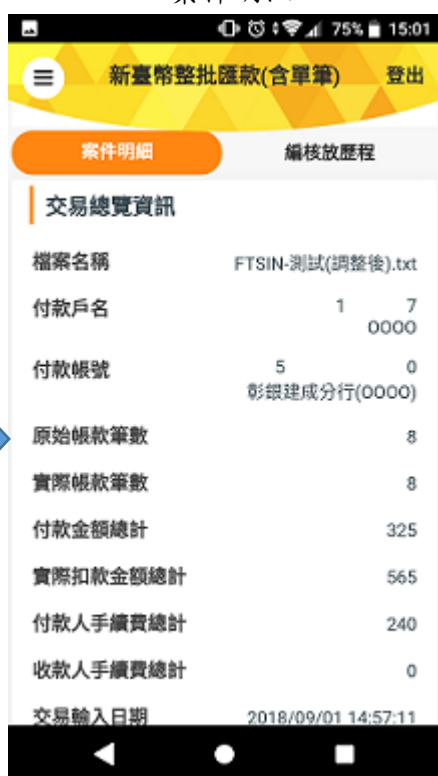 75% 15:01
新臺幣整批匯款(含單筆) 登出
案件明細 編核放歷程
交易總覽資訊
檔案名稱 FTSIN-測試(調整後).txt
付款戶名 1 7
0000
付款帳號 5 0
彰銀建成分行(0000)
原始帳款筆數 8
實際帳款筆數 8
付款金額總計 325
實際扣款金額總計 565
付款人手續費總計 240
收款人手續費總計 0
交易輸入日期 2018/09/01 14:57:11